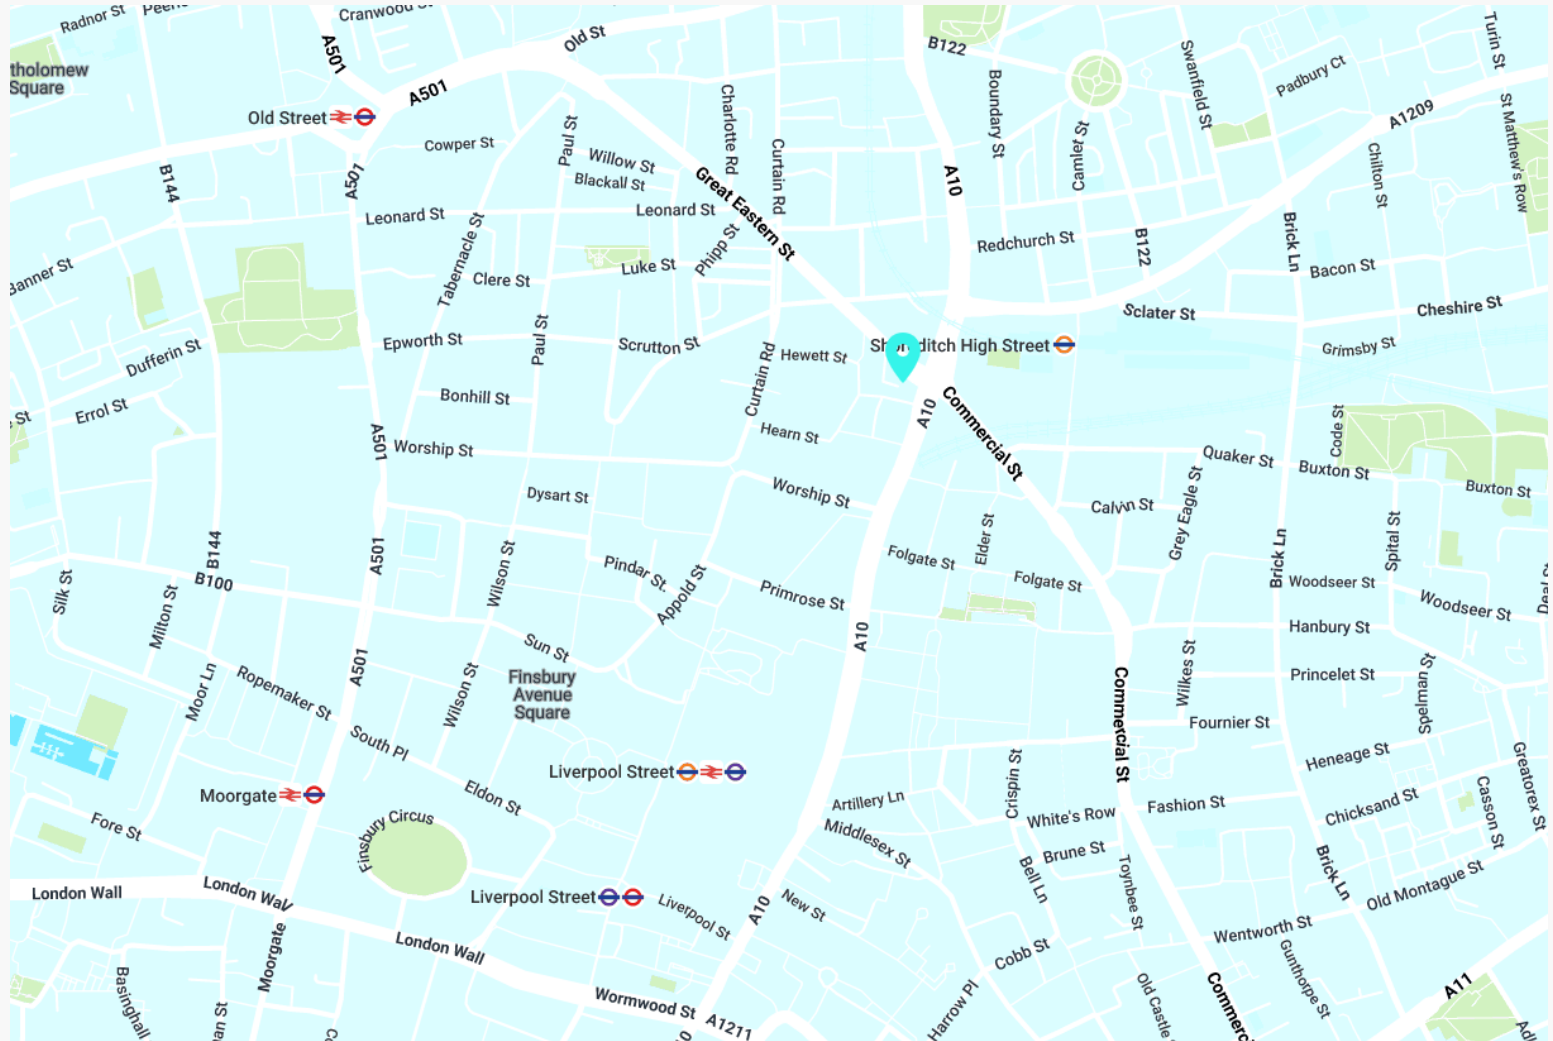 Radnor St
Cranwood St
A501
Old St
B122
tholomew
Square
Old Street
A501
Cowper St
Paul St
Willow St
Blackall St
Charlotte Rd
Curtain Rd
Great Eastern St
A10
Boundary St
Camlet St
Swanfield St
Padbury Ct
Turin St
A1209
St Matthew's Row
Chilton St
B144
A501
Leonard St
Leonard St
Tabernacle St
Phipp St
Redchurch St
B122
Brick Ln
Bacon St
Banner St
Clere St
Luke St
Sclater St
Cheshire St
Epworth St
Paul St
Scrutton St
Curtain Rd
Hewett St
Shoreditch High Street
Grimsby St
Dufferin St
Errol St
St
Bonhill St
A10
Commercial St
Code St
A501
Worship St
Hearn St
Worship St
Quaker St
Buxton St
Buxton St
Dysart St
Calvin St
Grey Eagle St
Elder St
Spital St
B144
A501
Wilson St
Pindar St.
Appold St
Primrose St
Folgate St
Folgate St
Brick Ln
Woodseer St
Woodseer St
B100
Silk St
Milton St
Sun St
A10
Hanbury St
Princelet St
Wilkes St
Spelman St
Moor Ln
Ropemaker St
A501
Wilson St
Finsbury
Avenue
Square
Commercial St
Fournier St
Heneage St
Greatorex St
South Pl
Liverpool Street
Eldon St
Moorgate
Crispin St
Artillery Ln
Middlesex St
White's Row
Fashion St
Chicksand St
Casson St
Fore St
Finsbury Circus
Brune St
Bell Ln
Toynbee St
Brick Ln
Old Montague St
London Wall
London Wall
Liverpool Street
Liverpool St
A10
New St
Wentworth St
Gunthorpe St
Moorgate
London Wall
Cobb St
Harrow Pl
Old Castle
Commerc
A11
Basinghall
an St
Wormwood St
A1211